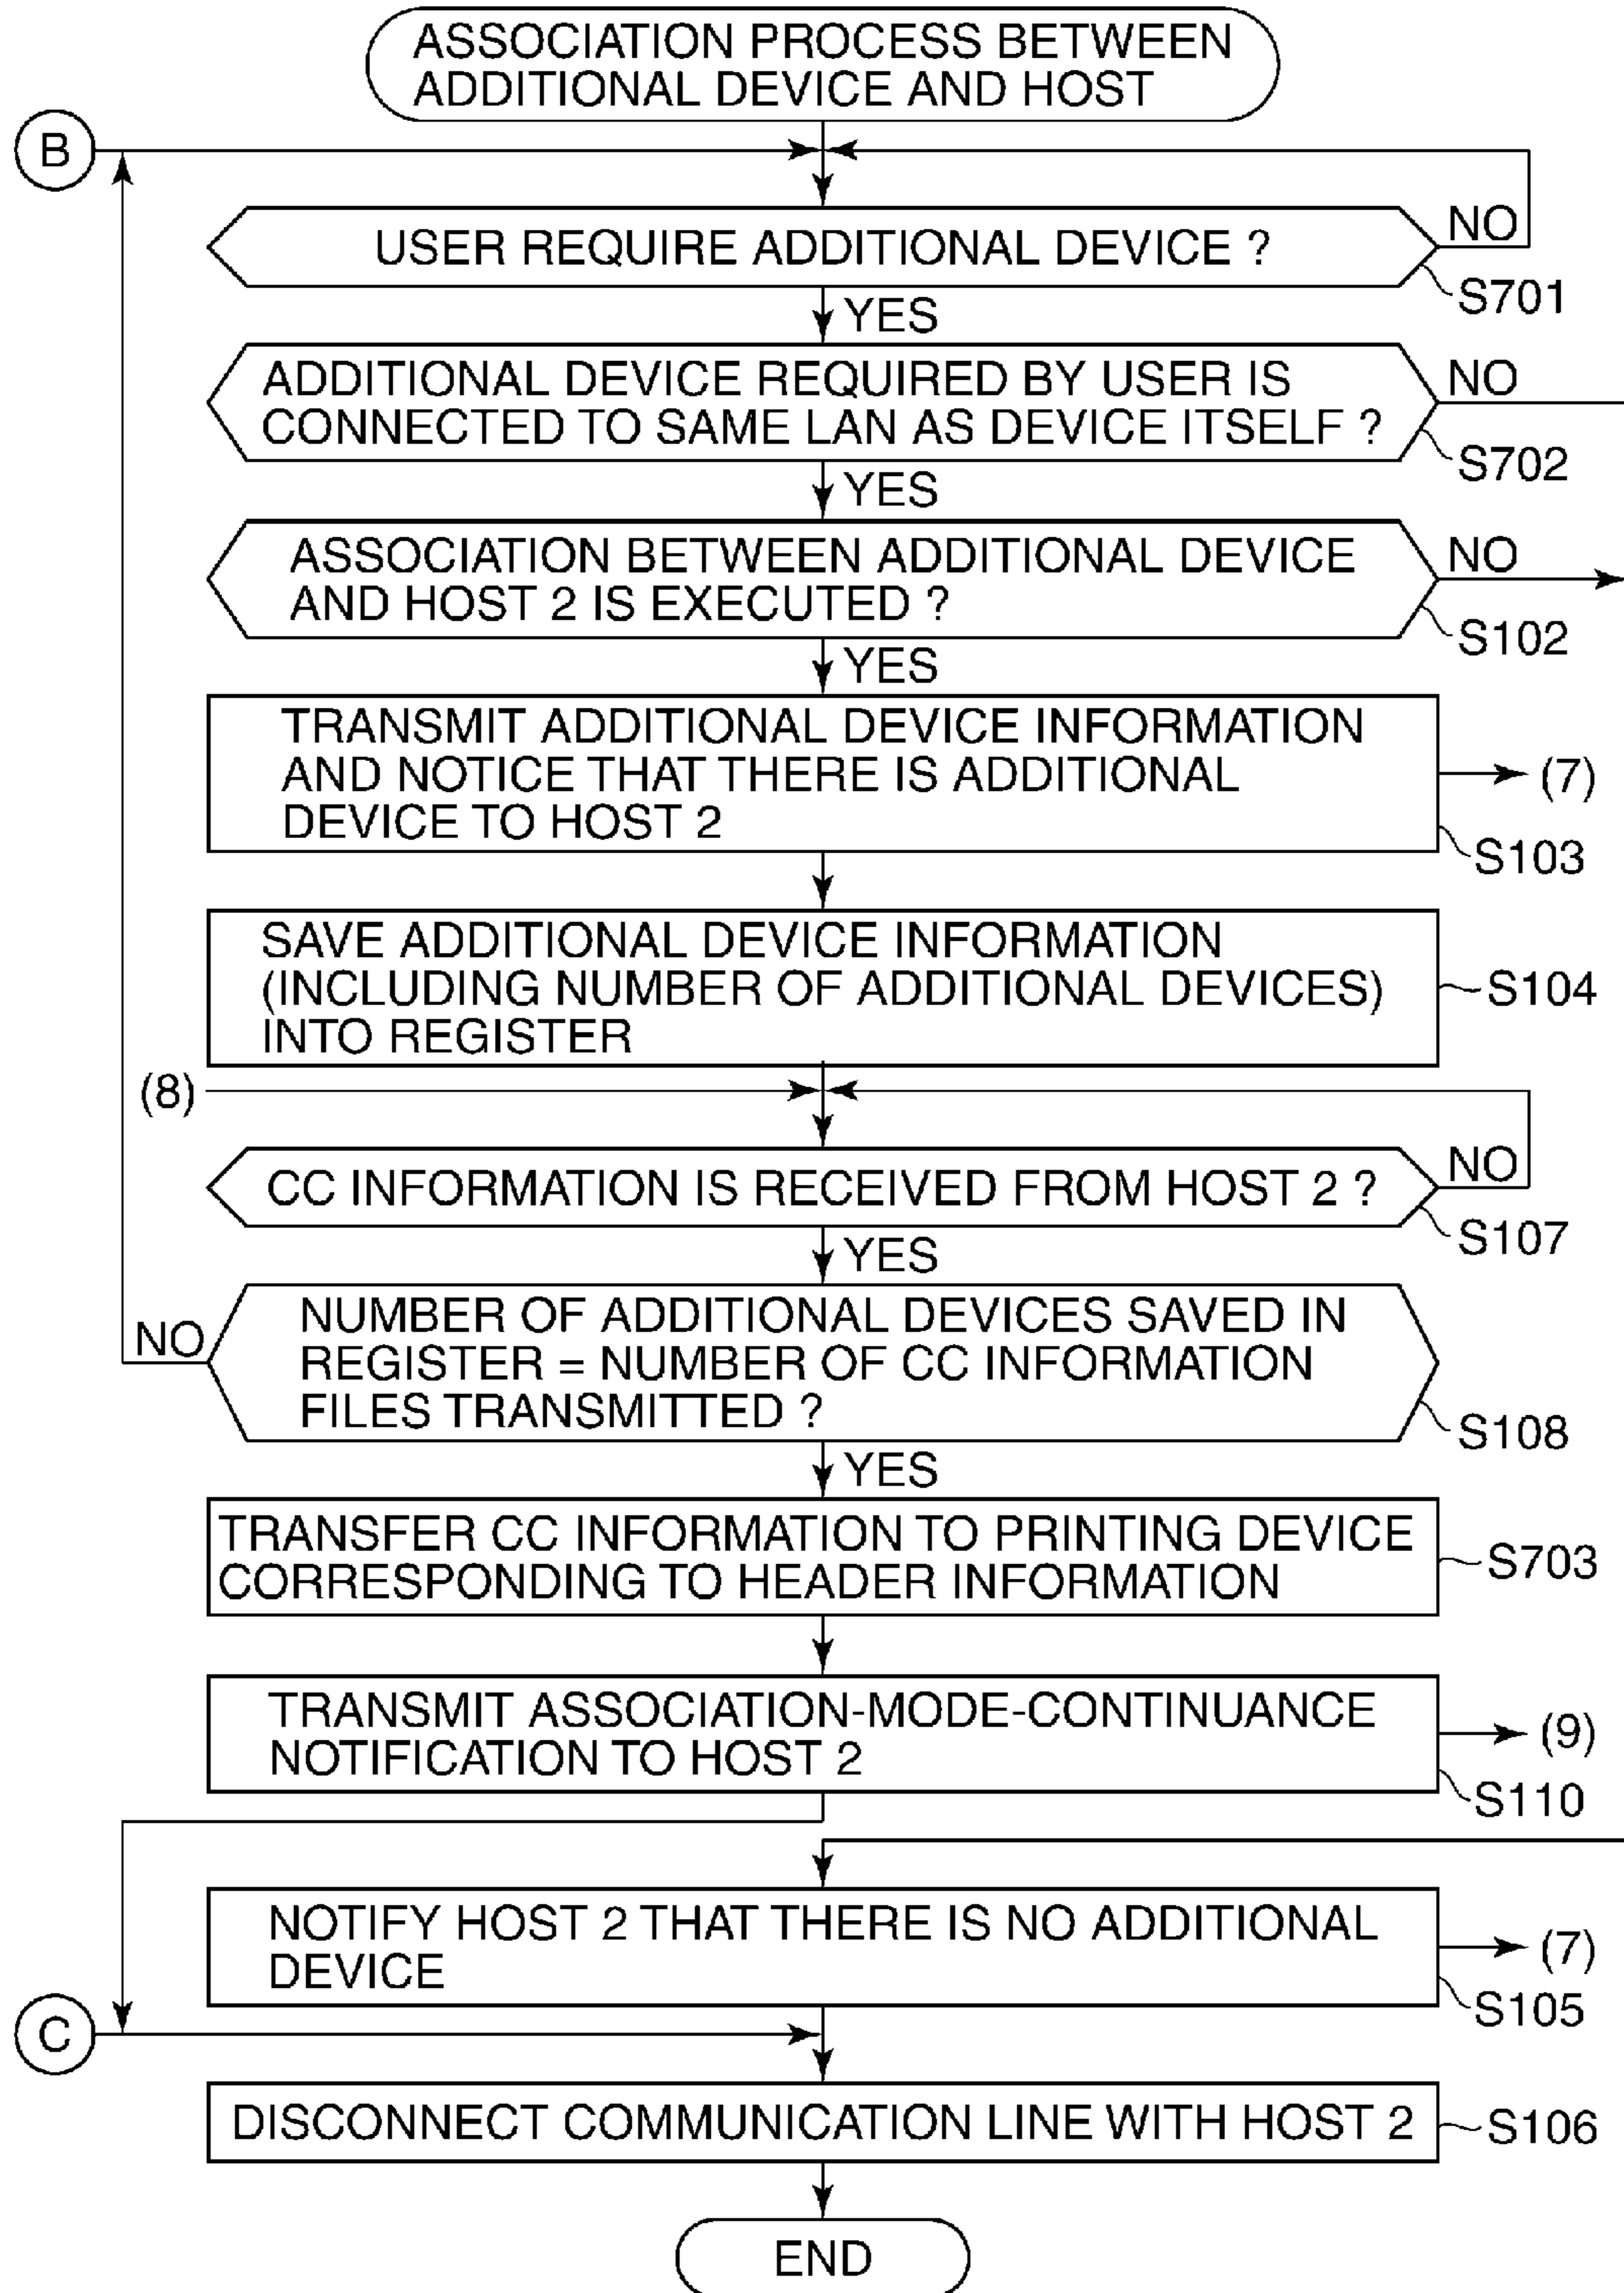 ASSOCIATION PROCESS BETWEEN
ADDITIONAL DEVICE AND HOST
B
USER REQUIRE ADDITIONAL DEVICE ?
NO
S701
YES
ADDITIONAL DEVICE REQUIRED BY USER IS
CONNECTED TO SAME LAN AS DEVICE ITSELF ?
NO
S702
YES
ASSOCIATION BETWEEN ADDITIONAL DEVICE
AND HOST 2 IS EXECUTED ?
NO
S102
YES
TRANSMIT ADDITIONAL DEVICE INFORMATION
AND NOTICE THAT THERE IS ADDITIONAL
DEVICE TO HOST 2
(7)
S103
SAVE ADDITIONAL DEVICE INFORMATION
(INCLUDING NUMBER OF ADDITIONAL DEVICES)
INTO REGISTER
S104
(8)
CC INFORMATION IS RECEIVED FROM HOST 2 ?
NO
S107
YES
NUMBER OF ADDITIONAL DEVICES SAVED IN
REGISTER = NUMBER OF CC INFORMATION
FILES TRANSMITTED ?
NO
S108
YES
TRANSFER CC INFORMATION TO PRINTING DEVICE
CORRESPONDING TO HEADER INFORMATION
S703
TRANSMIT ASSOCIATION-MODE-CONTINUANCE
NOTIFICATION TO HOST 2
(9)
S110
NOTIFY HOST 2 THAT THERE IS NO ADDITIONAL
DEVICE
(7)
S105
C
DISCONNECT COMMUNICATION LINE WITH HOST 2
S106
END